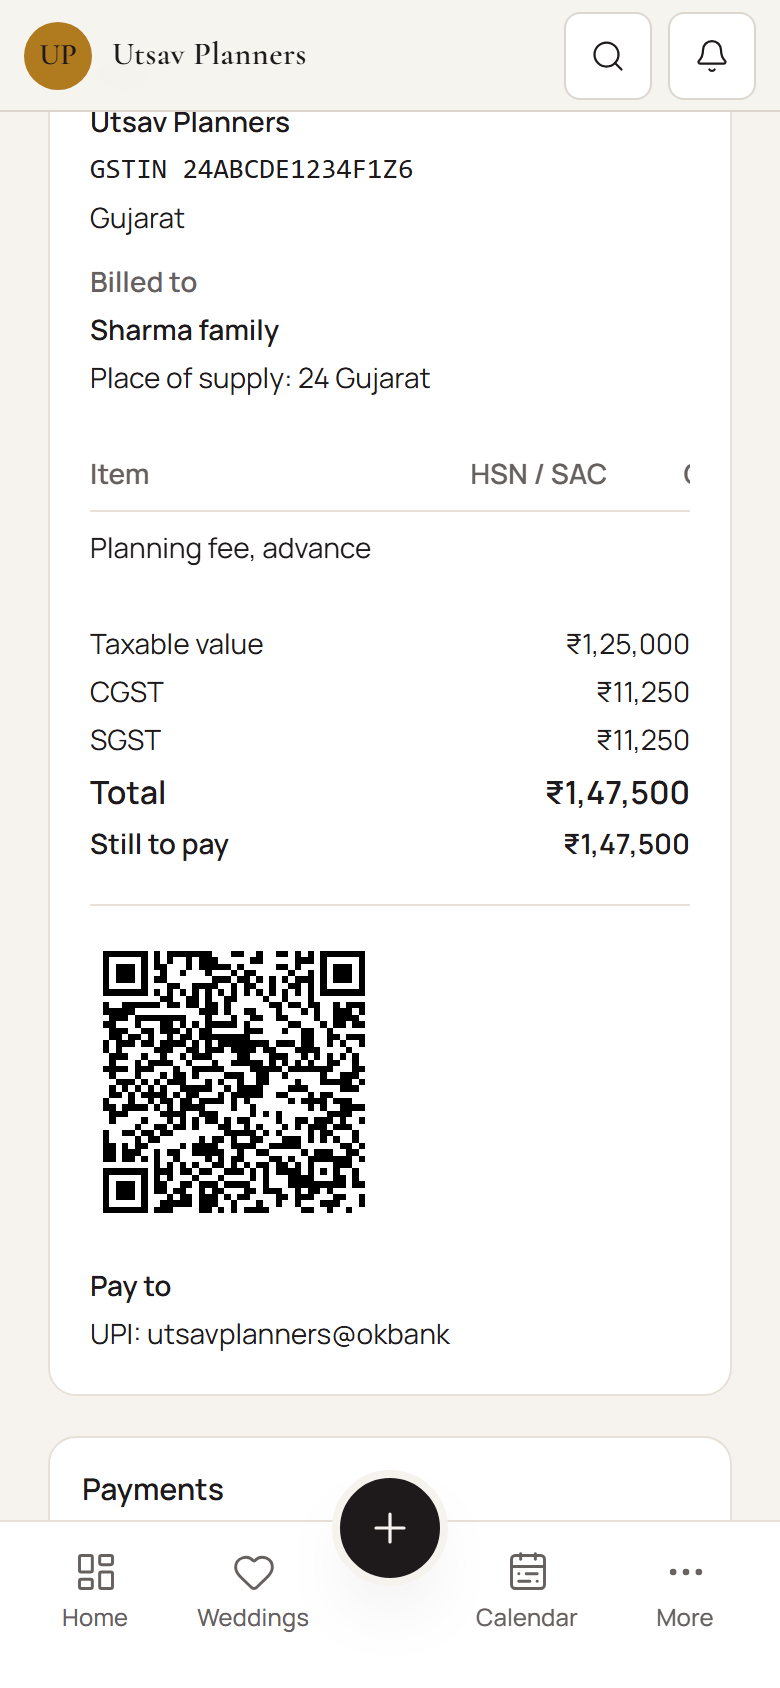 UP Utsav Planners
Utsav Planners
GSTIN 24ABCDE1234F1Z6
Gujarat
Billed to
Sharma family
Place of supply: 24 Gujarat
Item HSN / SAC
Planning fee, advance
Taxable value ₹1,25,000
CGST ₹11,250
SGST ₹11,250
Total ₹1,47,500
Still to pay ₹1,47,500
Pay to
UPI: utsavplanners@okbank
Payments
Home Weddings Calendar More